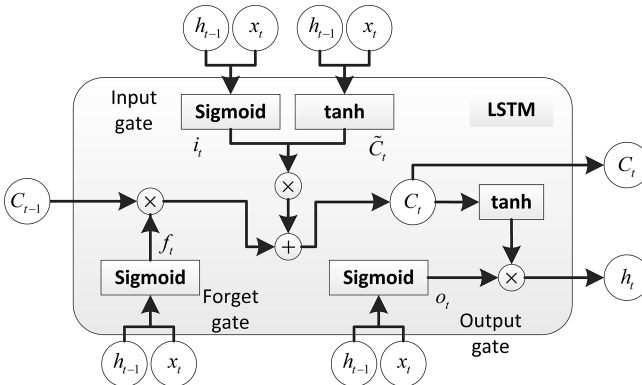 h_{t-1} x_t h_{t-1} x_t
Input gate
Sigmoid tanh LSTM
i_t C̃_t
C_t
C_{t-1} × × C_t tanh
f_t +
Sigmoid Sigmoid × h_t
Forget gate
o_t
Output gate
h_{t-1} x_t h_{t-1} x_t